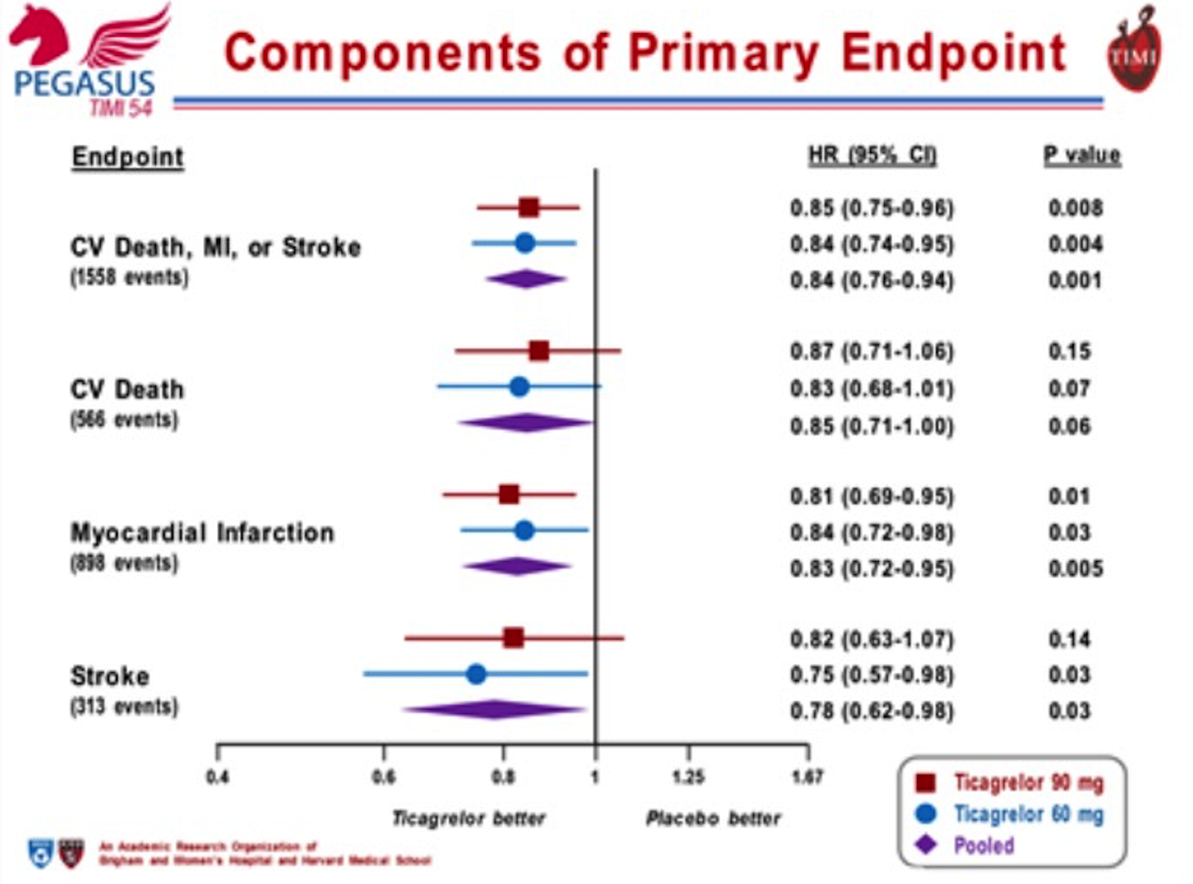 PEGASUS
TIMI 54
Components of Primary Endpoint
TIMI
Endpoint
HR (95% CI)
P value
CV Death, MI, or Stroke
(1558 events)
0.85 (0.75-0.96) 0.008
0.84 (0.74-0.95) 0.004
0.84 (0.76-0.94) 0.001
CV Death
(566 events)
0.87 (0.71-1.06) 0.15
0.83 (0.68-1.01) 0.07
0.85 (0.71-1.00) 0.06
Myocardial Infarction
(898 events)
0.81 (0.69-0.95) 0.01
0.84 (0.72-0.98) 0.03
0.83 (0.72-0.95) 0.005
Stroke
(313 events)
0.82 (0.63-1.07) 0.14
0.75 (0.57-0.98) 0.03
0.78 (0.62-0.98) 0.03
0.4 0.6 0.8 1 1.25 1.67
Ticagrelor better
Placebo better
Ticagrelor 90 mg
Ticagrelor 60 mg
Pooled
An Academic Research Organization of
Brigham and Women's Hospital and Harvard Medical School